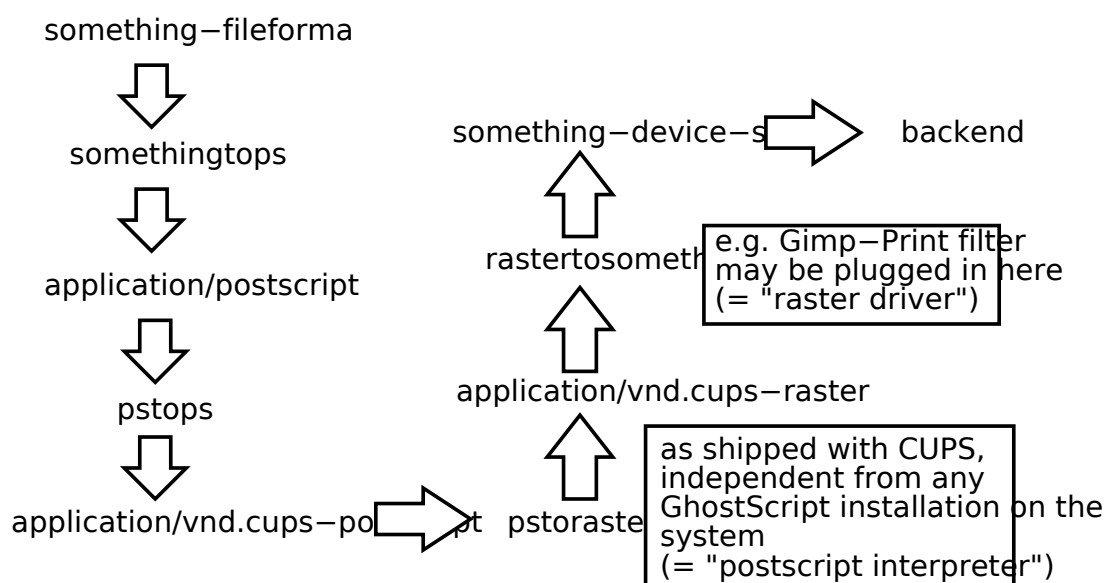 something−fileforma
somethingtops
application/postscript
pstops
application/vnd.cups−po pt
pstoraste
as shipped with CUPS,
independent from any
GhostScript installation on the
system
(= "postscript interpreter")
application/vnd.cups−raster
rastertosometh
e.g. Gimp−Print filter
may be plugged in here
(= "raster driver")
something−device−s
backend